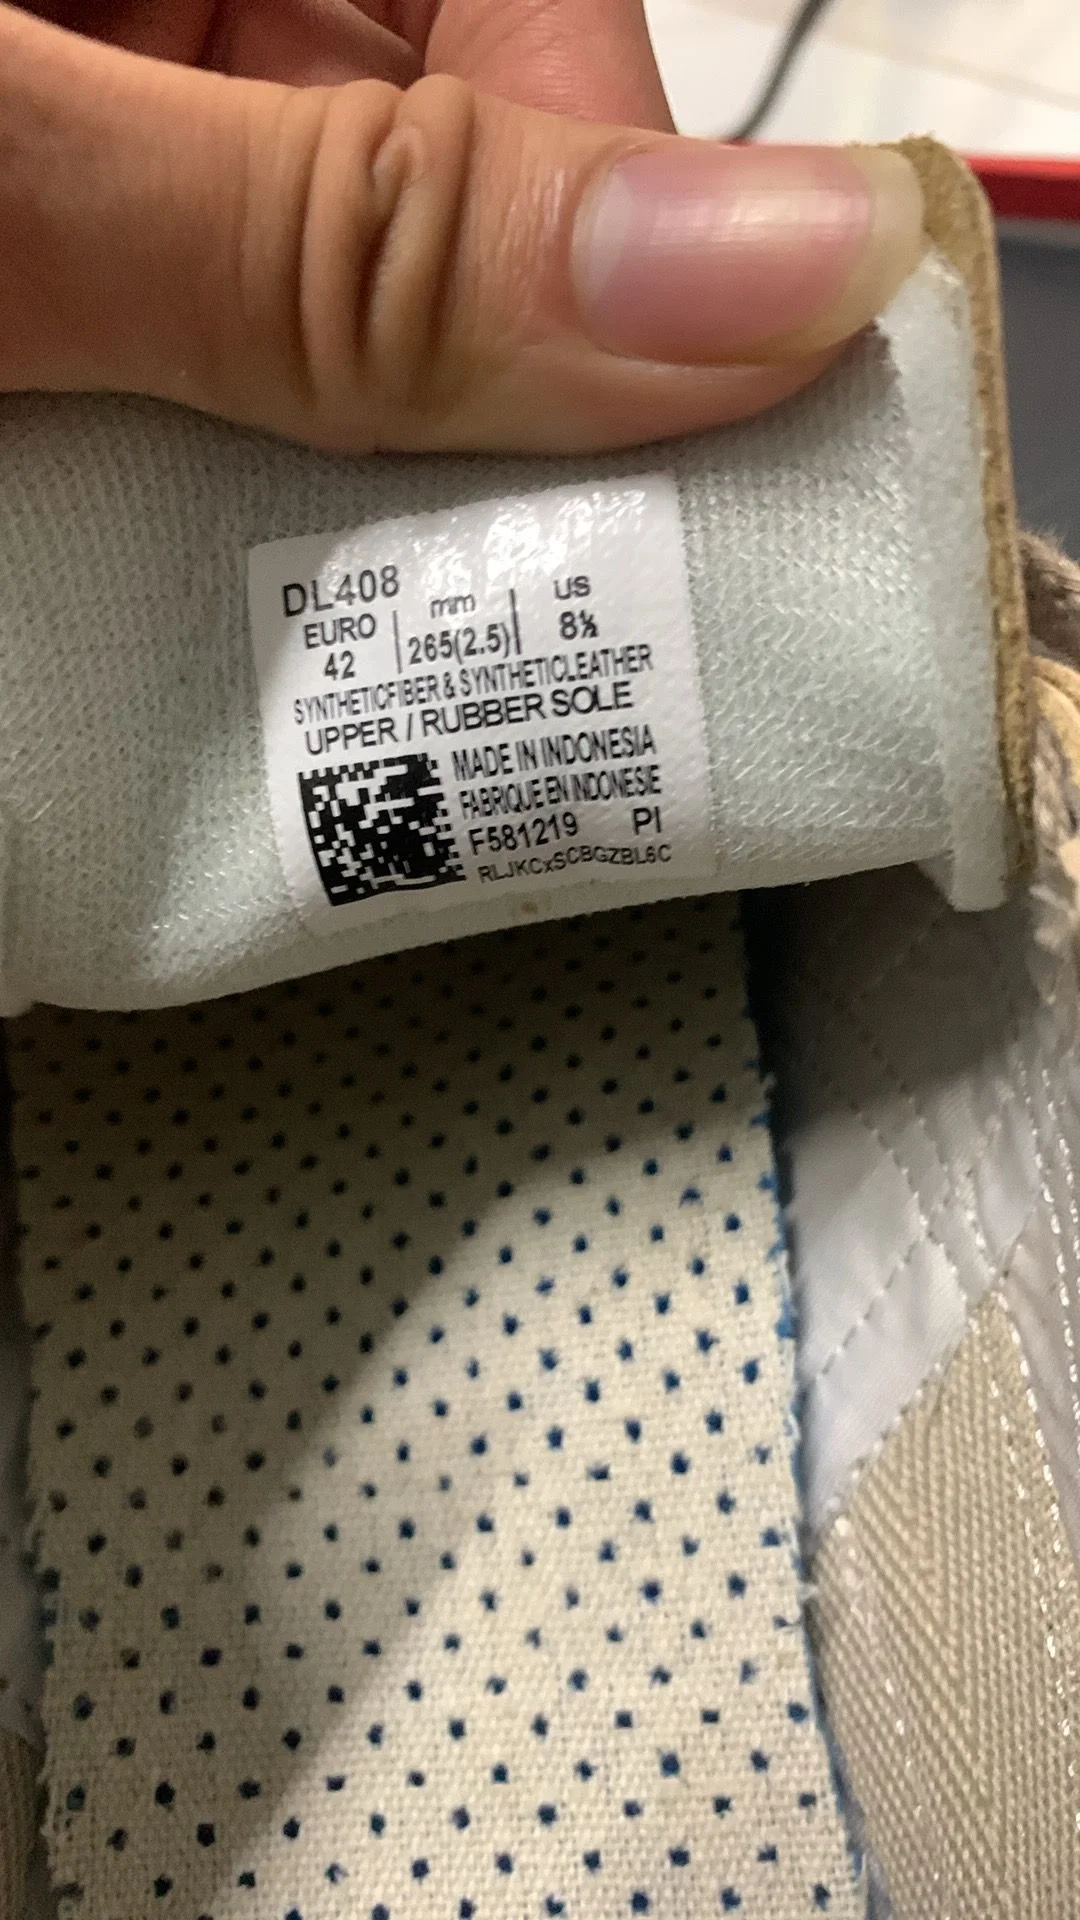 DL408
EURO mm US
42 265(2.5) 8½
SYNTHETICFIBER & SYNTHETICLEATHER
UPPER / RUBBER SOLE
MADE IN INDONESIA
FABRIQUE EN INDONESIE
F581219 PI
RLJKCxSCBGZBL6C